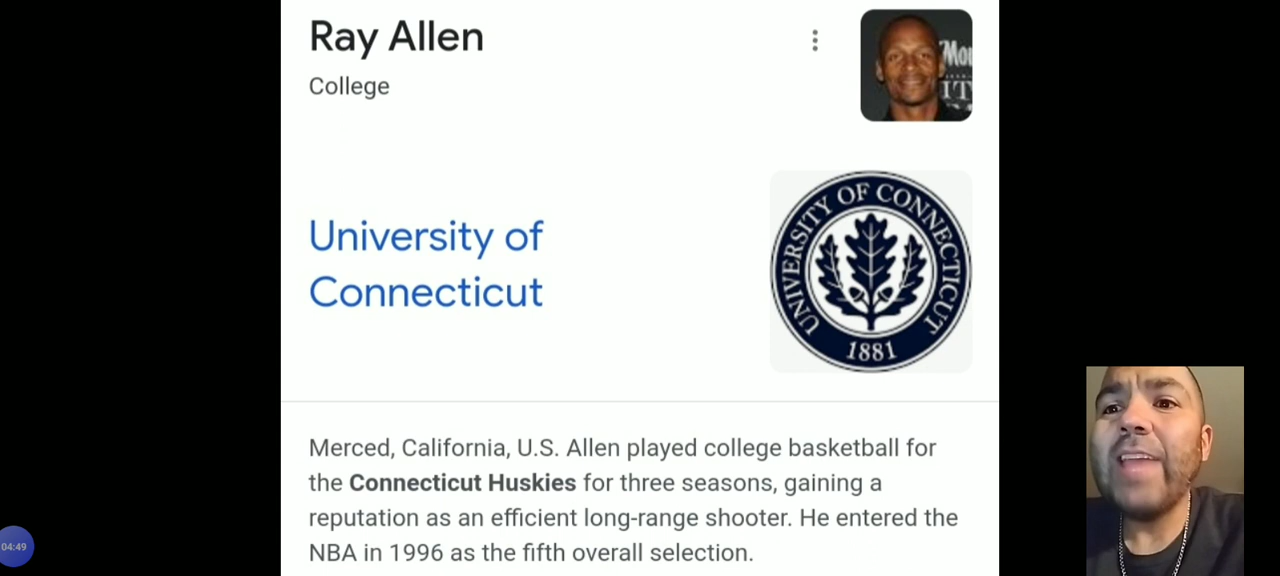 Ray Allen
College
Mor
IT
University of
Connecticut
UNIVERSITY OF CONNECTICUT
1881
Merced, California, U.S. Allen played college basketball for
the Connecticut Huskies for three seasons, gaining a
reputation as an efficient long-range shooter. He entered the
NBA in 1996 as the fifth overall selection.
04:49